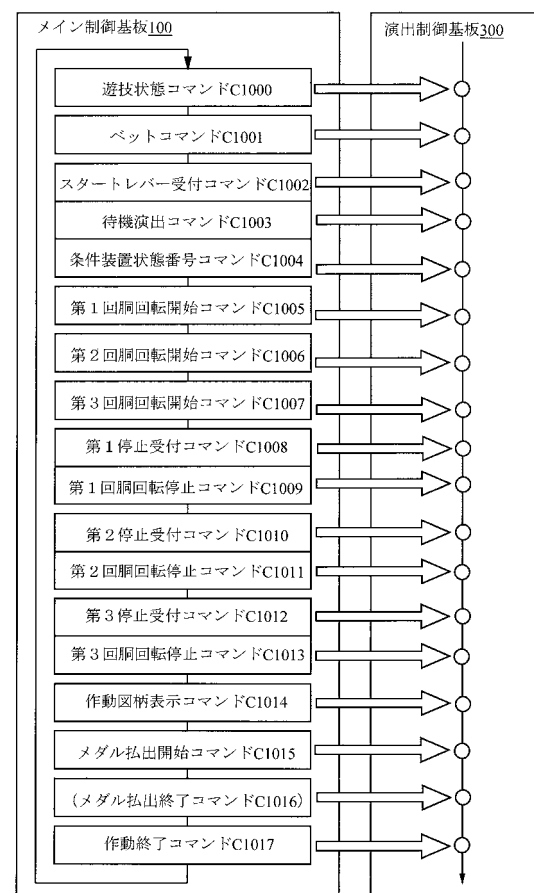 メイン制御基板100
演出制御基板300
遊技状態コマンドC1000
ベットコマンドC1001
スタートレバー受付コマンドC1002
待機演出コマンドC1003
条件装置状態番号コマンドC1004
第1回胴回転開始コマンドC1005
第2回胴回転開始コマンドC1006
第3回胴回転開始コマンドC1007
第1停止受付コマンドC1008
第1回胴回転停止コマンドC1009
第2停止受付コマンドC1010
第2回胴回転停止コマンドC1011
第3停止受付コマンドC1012
第3回胴回転停止コマンドC1013
作動図柄表示コマンドC1014
メダル払出開始コマンドC1015
(メダル払出終了コマンドC1016)
作動終了コマンドC1017